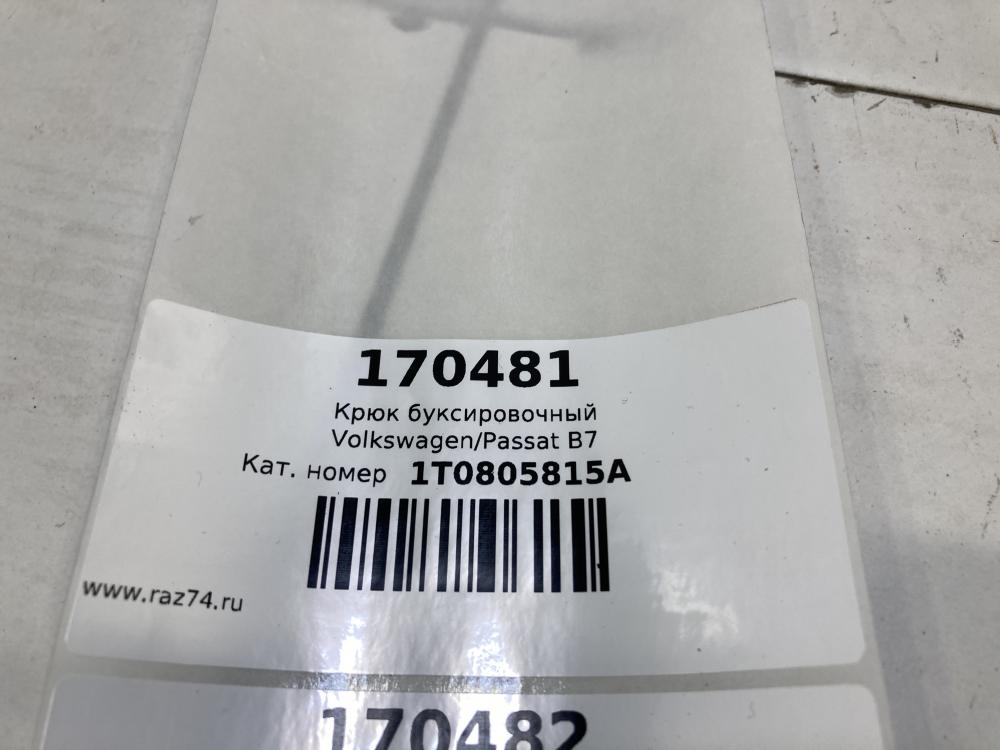 170481
Крюк буксировочный
Volkswagen/Passat B7
Кат. номер 1T0805815A
www.raz74.ru
170482